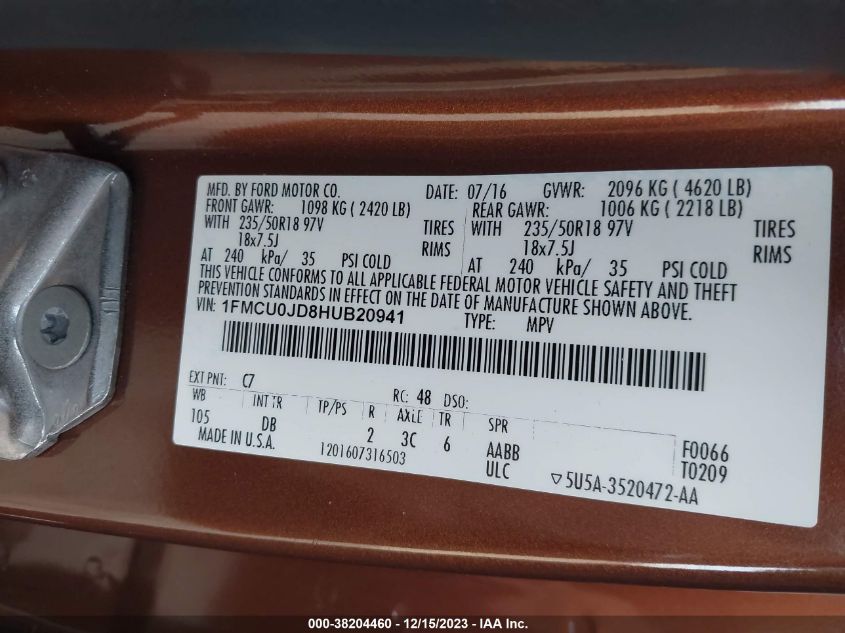 MFD. BY FORD MOTOR CO. DATE: 07/16 GVWR: 2096 KG ( 4620 LB)
FRONT GAWR: 1098 KG ( 2420 LB) REAR GAWR: 1006 KG ( 2218 LB)
WITH 235/50R18 97V TIRES WITH 235/50R18 97V TIRES
18x7.5J RIMS 18x7.5J RIMS
AT 240 kPa/ 35 PSI COLD AT 240 kPa/ 35 PSI COLD
THIS VEHICLE CONFORMS TO ALL APPLICABLE FEDERAL MOTOR VEHICLE SAFETY AND THEFT
PREVENTION STANDARDS IN EFFECT ON THE DATE OF MANUFACTURE SHOWN ABOVE.
VIN: 1FMCU0JD8HUB20941 TYPE: MPV
EXT PNT: C7 RC: 48 DSO:
WB INT TR TP/PS R AXLE TR SPR
105 DB 2 3C 6 AABB F0066
MADE IN U.S.A. 1201607316503 ULC T0209
▽5U5A-3520472-AA
000-38204460 - 12/15/2023 - IAA Inc.